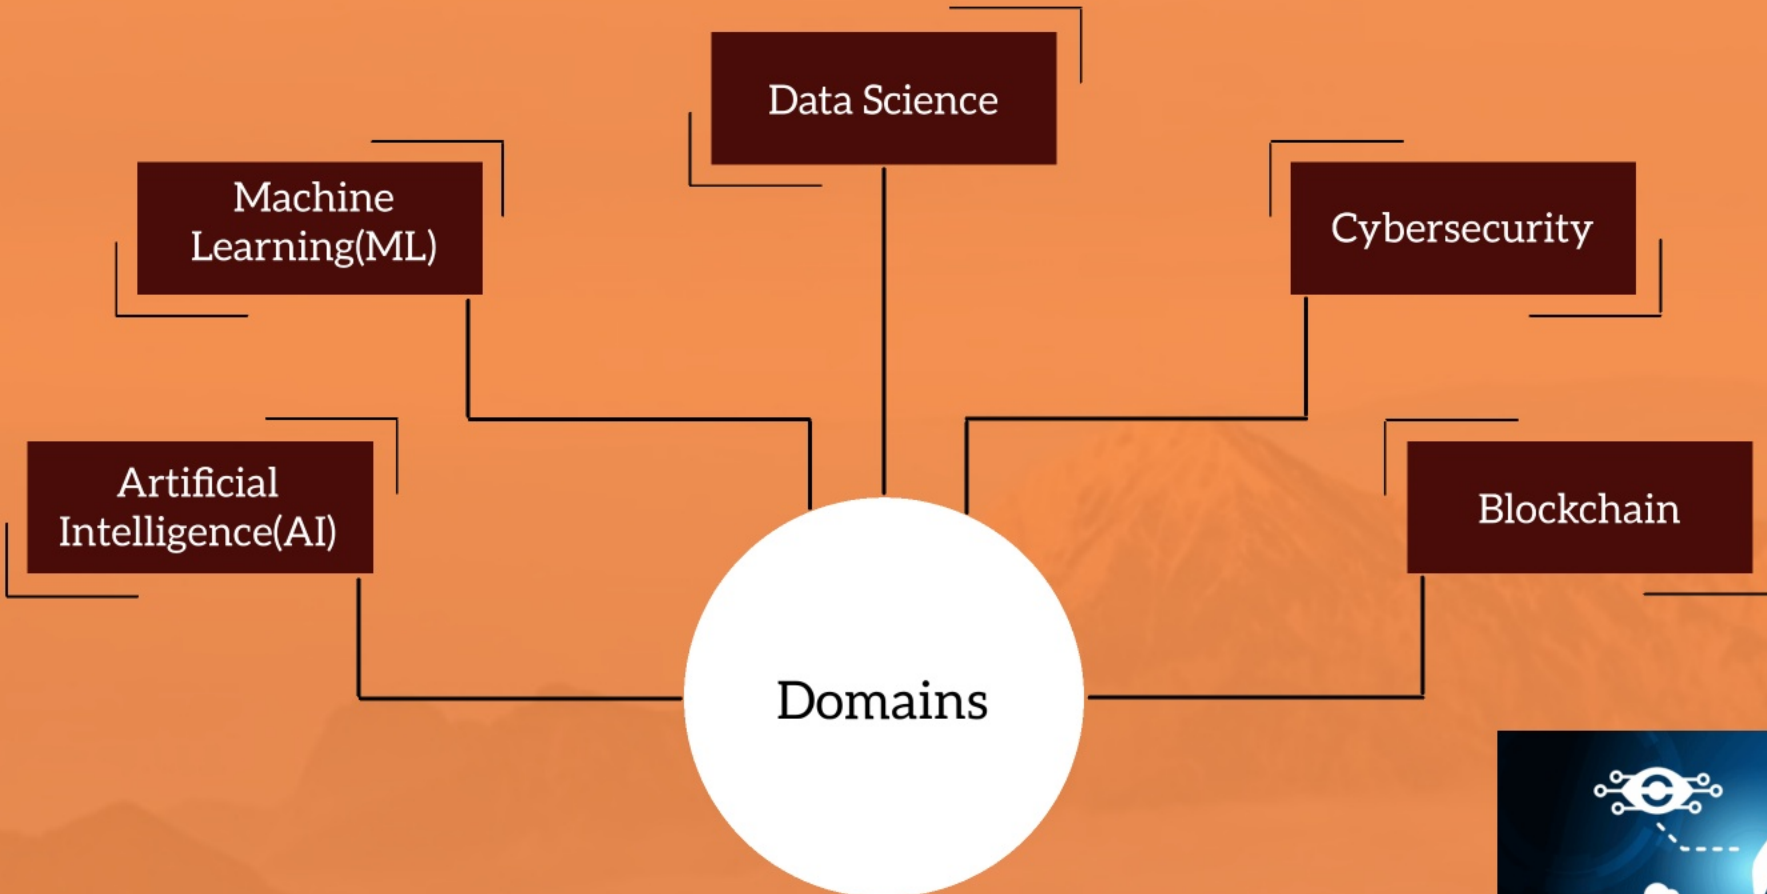 Data Science
Machine
Learning(ML)
Cybersecurity
Artificial
Intelligence(AI)
Blockchain
Domains